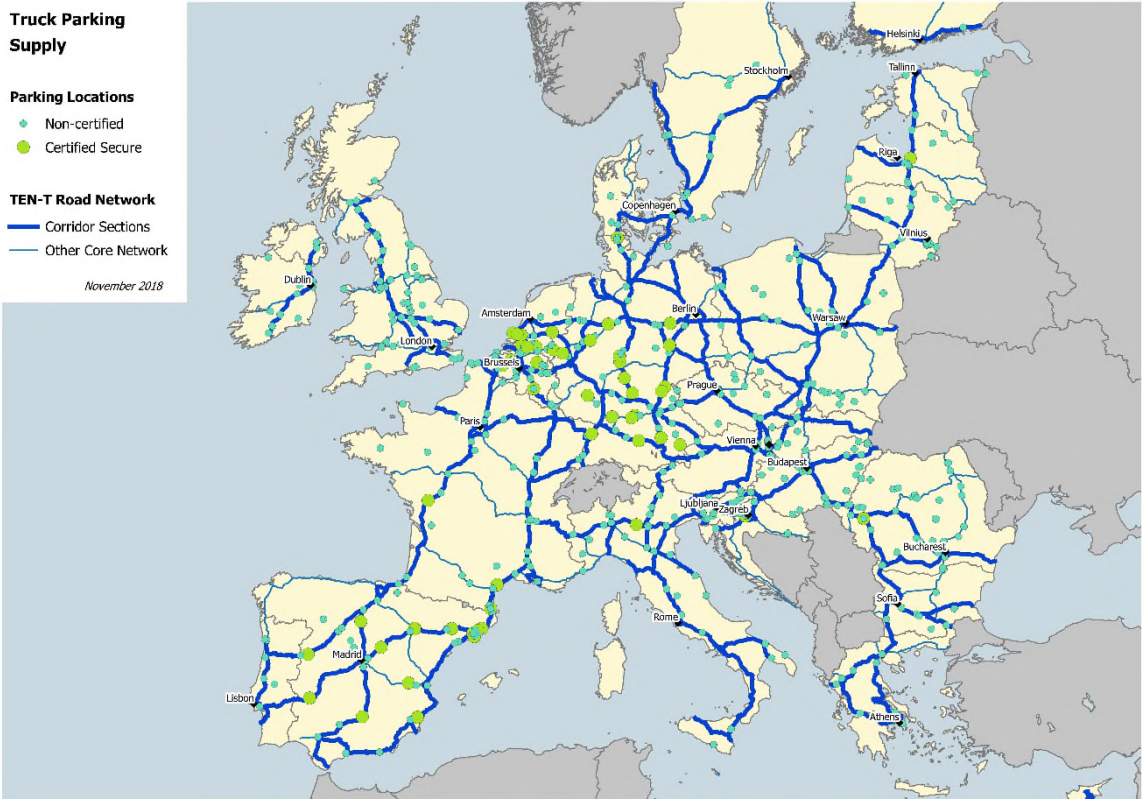 Truck Parking
Supply
Parking Locations
Non-certified
Certified Secure
TEN-T Road Network
Corridor Sections
Other Core Network
November 2018
Helsinki
Tallinn
Stockholm
Riga
Copenhagen
Vilnius
Dublin
Amsterdam
Berlin
Warsaw
London
Brussels
Prague
Paris
Vienna
Budapest
Ljubljana
Zagreb
Bucharest
Sofia
Rome
Madrid
Lisbon
Athens